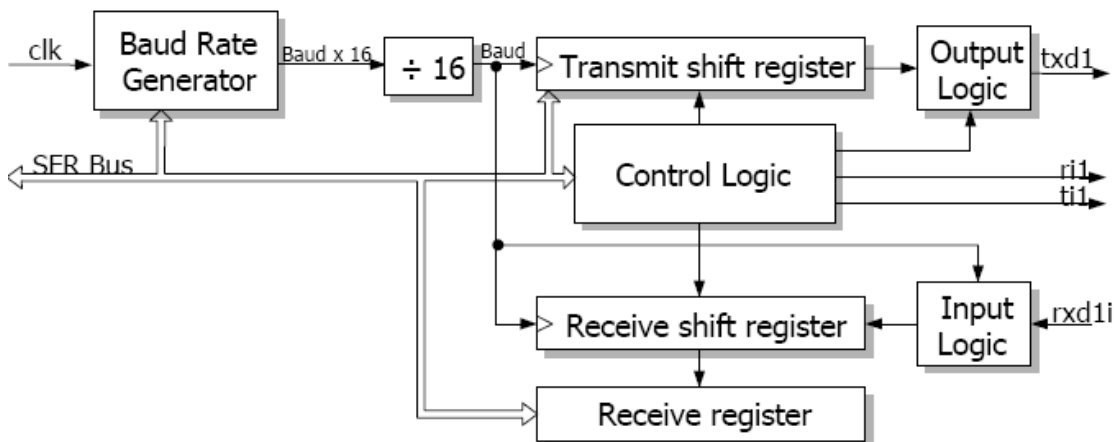 clk
Baud Rate
Generator
Baud x 16
÷ 16
Baud
Transmit shift register
Output
Logic
txd1
SFR Bus
Control Logic
ri1
ti1
Receive shift register
Input
Logic
rxd1i
Receive register